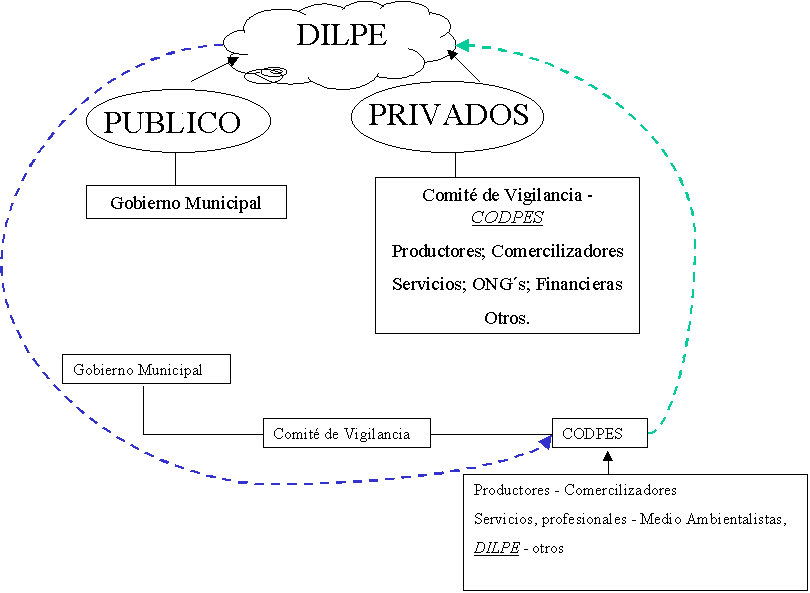 DILPE
PUBLICO
PRIVADOS
Gobierno Municipal
Comité de Vigilancia -
CODPES
Productores; Comercilizadores
Servicios; ONG´s; Financieras
Otros.
Gobierno Municipal
Comité de Vigilancia
CODPES
Productores - Comercilizadores
Servicios, profesionales - Medio Ambientalistas,
DILPE - otros